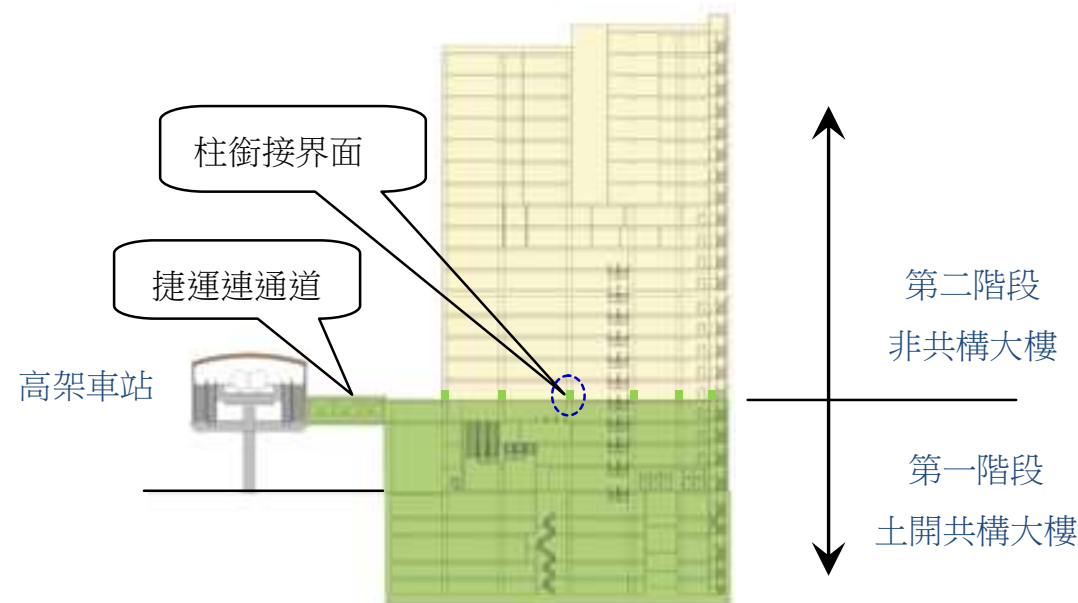 柱銜接界面
捷運連通道
高架車站
第二階段
非共構大樓
第一階段
土開共構大樓